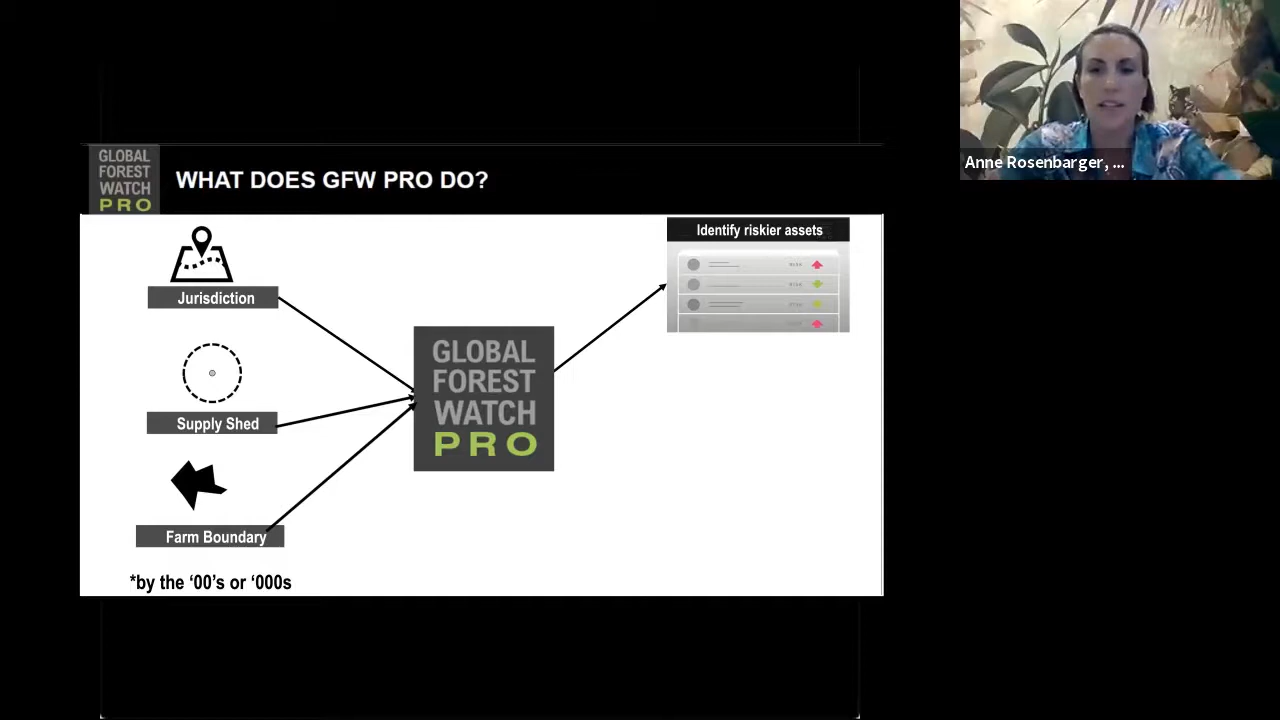 GLOBAL
FOREST
WATCH
PRO
WHAT DOES GFW PRO DO?
Jurisdiction
Supply Shed
Farm Boundary
*by the ‘00’s or ‘000s
GLOBAL
FOREST
WATCH
PRO
Identify riskier assets
Anne Rosenbarger, ...